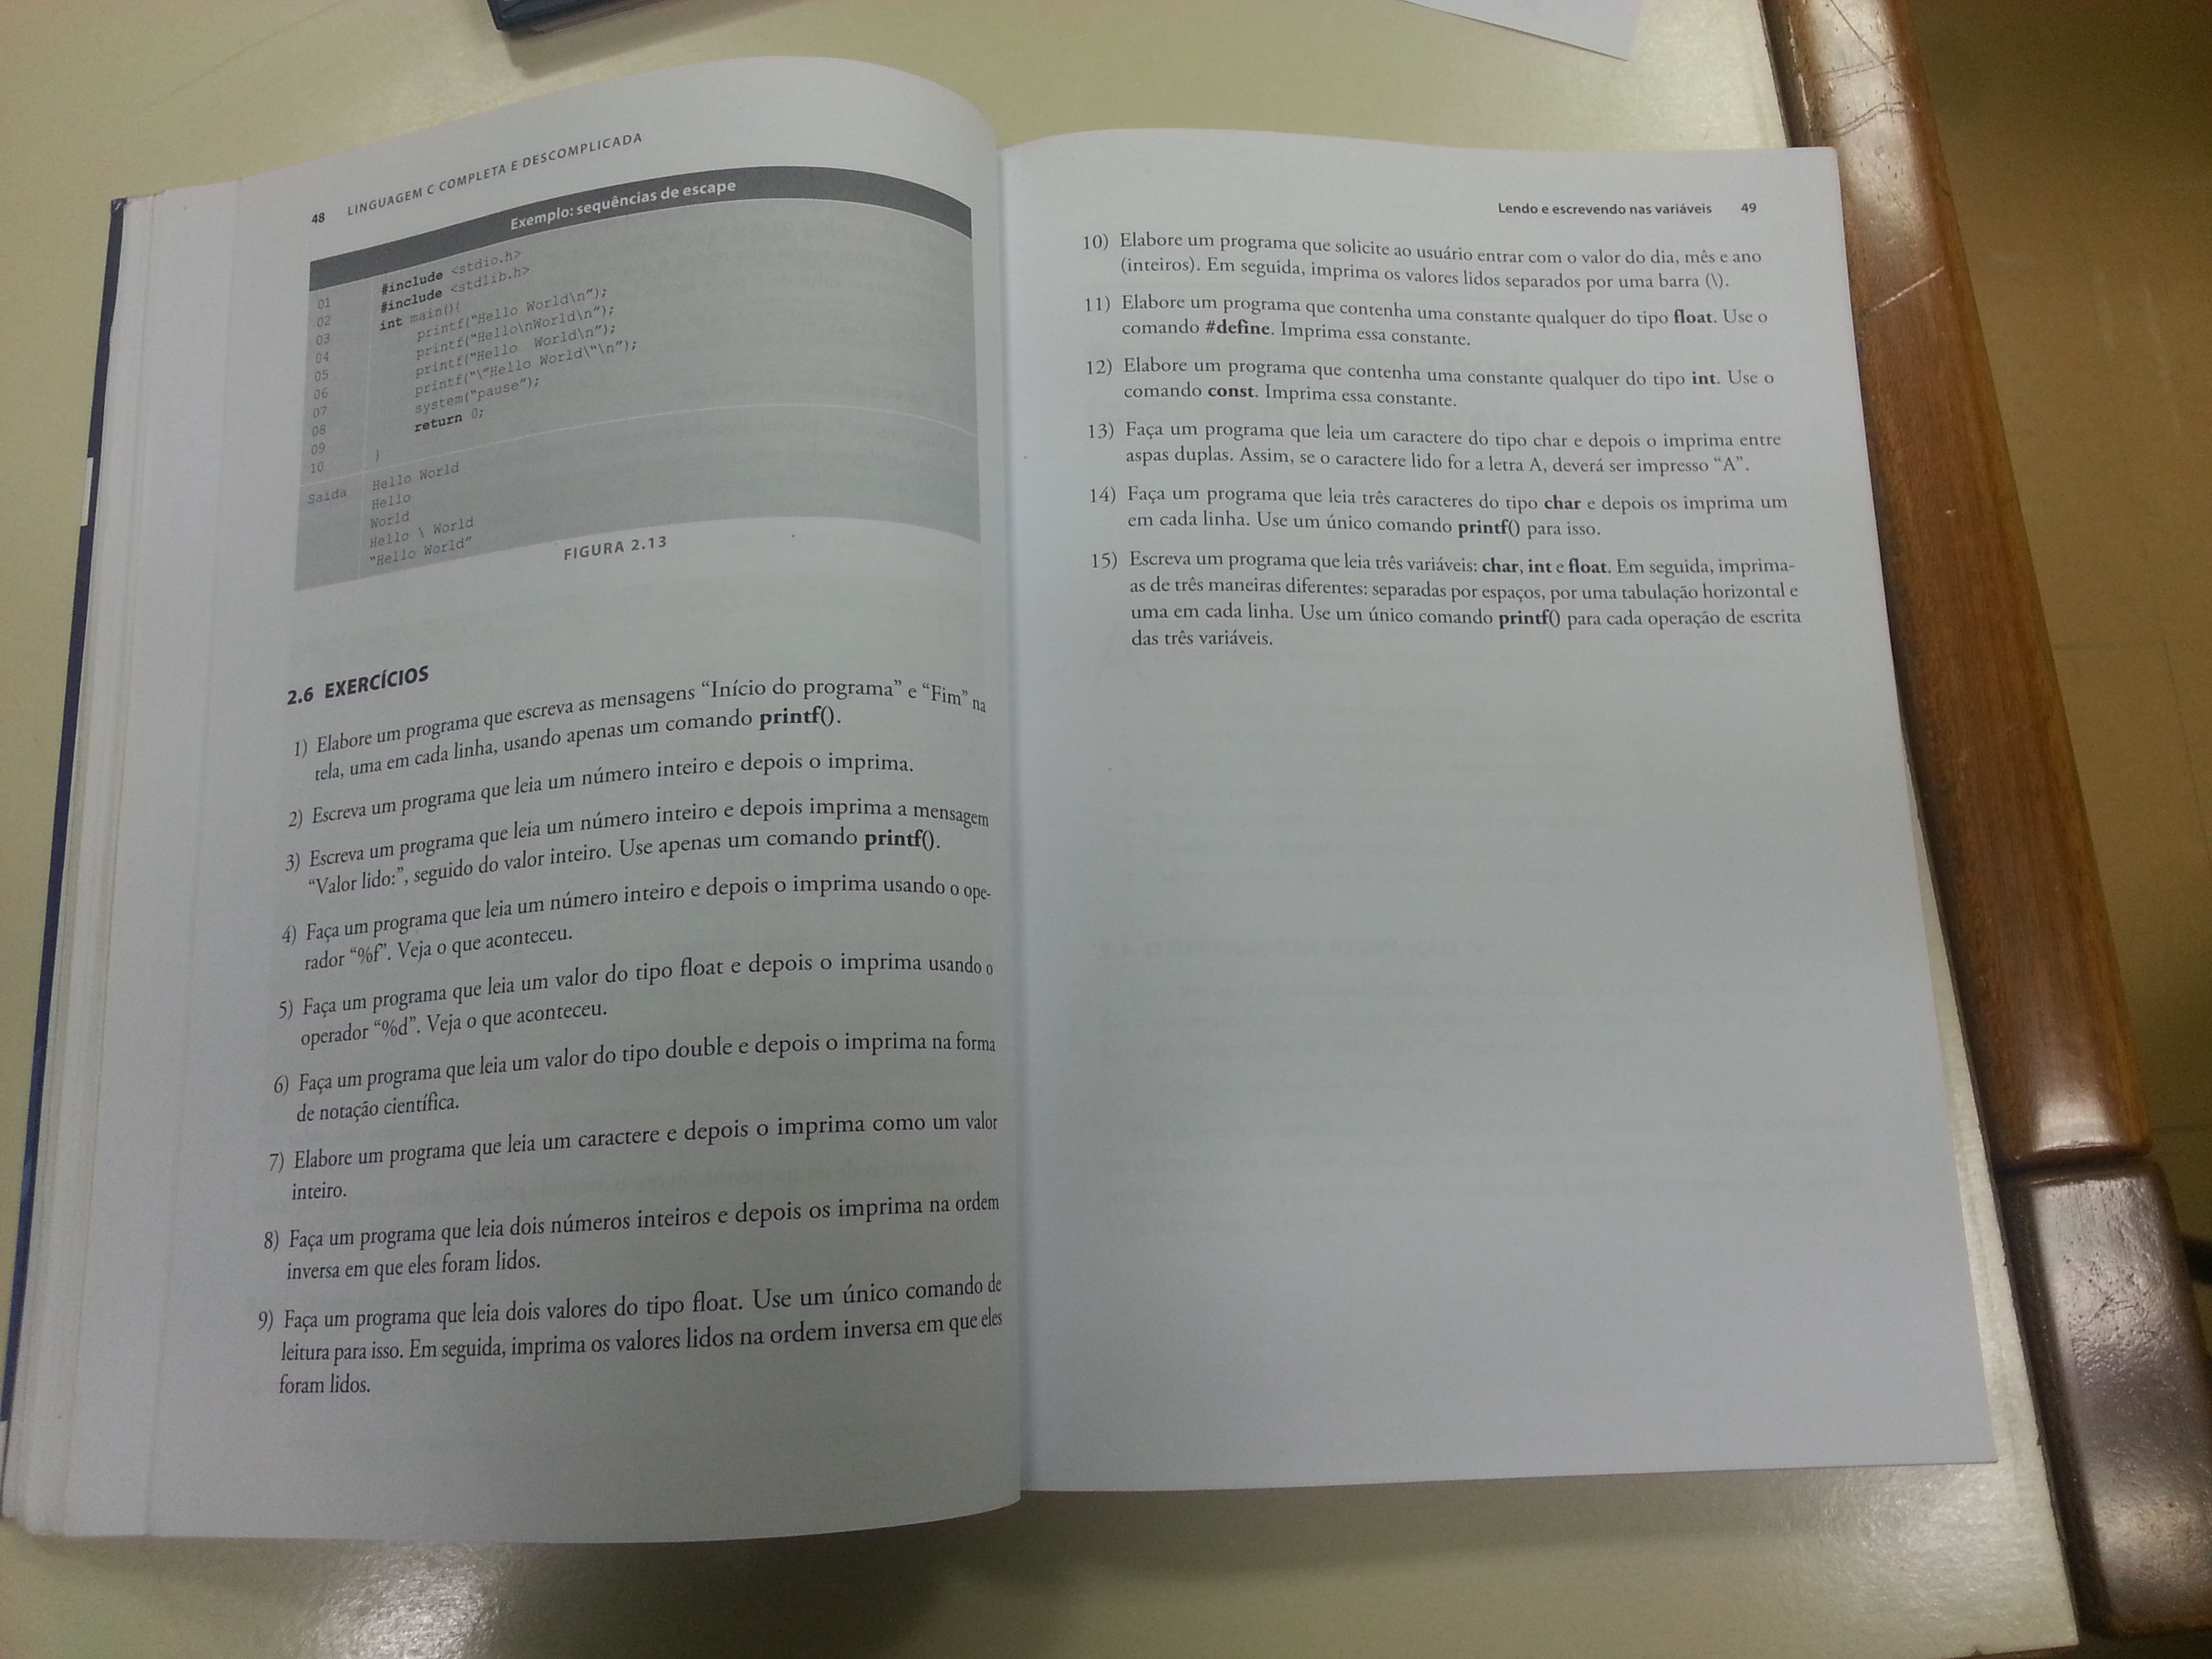 48 LINGUAGEM C COMPLETA E DESCOMPLICADA
Exemplo: sequências de escape
01 #include <stdio.h>
02 #include <stdlib.h>
03 int main(){
04 printf("Hello World\n");
05 printf("Hello\nWorld\n");
06 printf("Hello  World\n");
07 printf("\"Hello World\"\n");
08 system("pause");
09 return 0;
10 }
Saída Hello World
Hello
World
Hello \ World
"Hello World"
FIGURA 2.13
2.6 EXERCÍCIOS
1) Elabore um programa que escreva as mensagens “Início do programa” e “Fim” na
tela, uma em cada linha, usando apenas um comando printf().
2) Escreva um programa que leia um número inteiro e depois o imprima.
3) Escreva um programa que leia um número inteiro e depois imprima a mensagem
“Valor lido:”, seguido do valor inteiro. Use apenas um comando printf().
4) Faça um programa que leia um número inteiro e depois o imprima usando o ope-
rador “%f”. Veja o que aconteceu.
5) Faça um programa que leia um valor do tipo float e depois o imprima usando o
operador “%d”. Veja o que aconteceu.
6) Faça um programa que leia um valor do tipo double e depois o imprima na forma
de notação científica.
7) Elabore um programa que leia um caractere e depois o imprima como um valor
inteiro.
8) Faça um programa que leia dois números inteiros e depois os imprima na ordem
inversa em que eles foram lidos.
9) Faça um programa que leia dois valores do tipo float. Use um único comando de
leitura para isso. Em seguida, imprima os valores lidos na ordem inversa em que eles
foram lidos.
Lendo e escrevendo nas variáveis 49
10) Elabore um programa que solicite ao usuário entrar com o valor do dia, mês e ano
(inteiros). Em seguida, imprima os valores lidos separados por uma barra (\).
11) Elabore um programa que contenha uma constante qualquer do tipo float. Use o
comando #define. Imprima essa constante.
12) Elabore um programa que contenha uma constante qualquer do tipo int. Use o
comando const. Imprima essa constante.
13) Faça um programa que leia um caractere do tipo char e depois o imprima entre
aspas duplas. Assim, se o caractere lido for a letra A, deverá ser impresso “A”.
14) Faça um programa que leia três caracteres do tipo char e depois os imprima um
em cada linha. Use um único comando printf() para isso.
15) Escreva um programa que leia três variáveis: char, int e float. Em seguida, imprima-
as de três maneiras diferentes: separadas por espaços, por uma tabulação horizontal e
uma em cada linha. Use um único comando printf() para cada operação de escrita
das três variáveis.